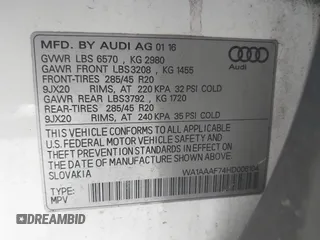 MFD. BY AUDI AG 01 16
GVWR LBS 6570 , KG 2980
GAWR FRONT LBS3208 , KG 1455
FRONT-TIRES: 285/45 R20
9JX20 RIMS, AT 220 KPA 32 PSI COLD
GAWR REAR LBS3792 , KG 1720
REAR-TIRES: 285/45 R20
9JX20 RIMS, AT 240 KPA 35 PSI COLD
THIS VEHICLE CONFORMS TO ALL APPLICABLE
U.S. FEDERAL MOTOR VEHICLE SAFETY
STANDARDS IN EFFECT ON THE DATE OF
MANUFACTURE SHOWN ABOVE.
SLOVAKIA
TYPE:
MPV
Audi
DREAMBID